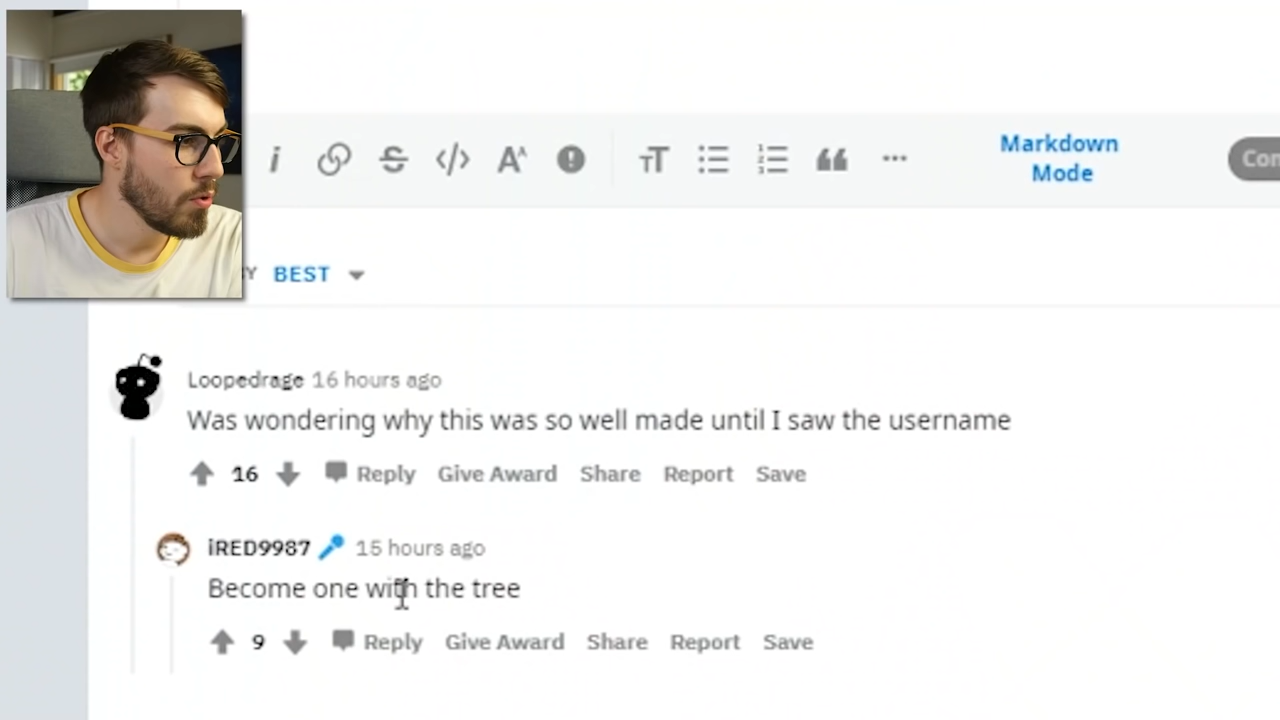 Markdown
Mode
BEST
Loopedrage 16 hours ago
Was wondering why this was so well made until I saw the username
16 Reply Give Award Share Report Save
iRED9987 15 hours ago
Become one with the tree
9 Reply Give Award Share Report Save